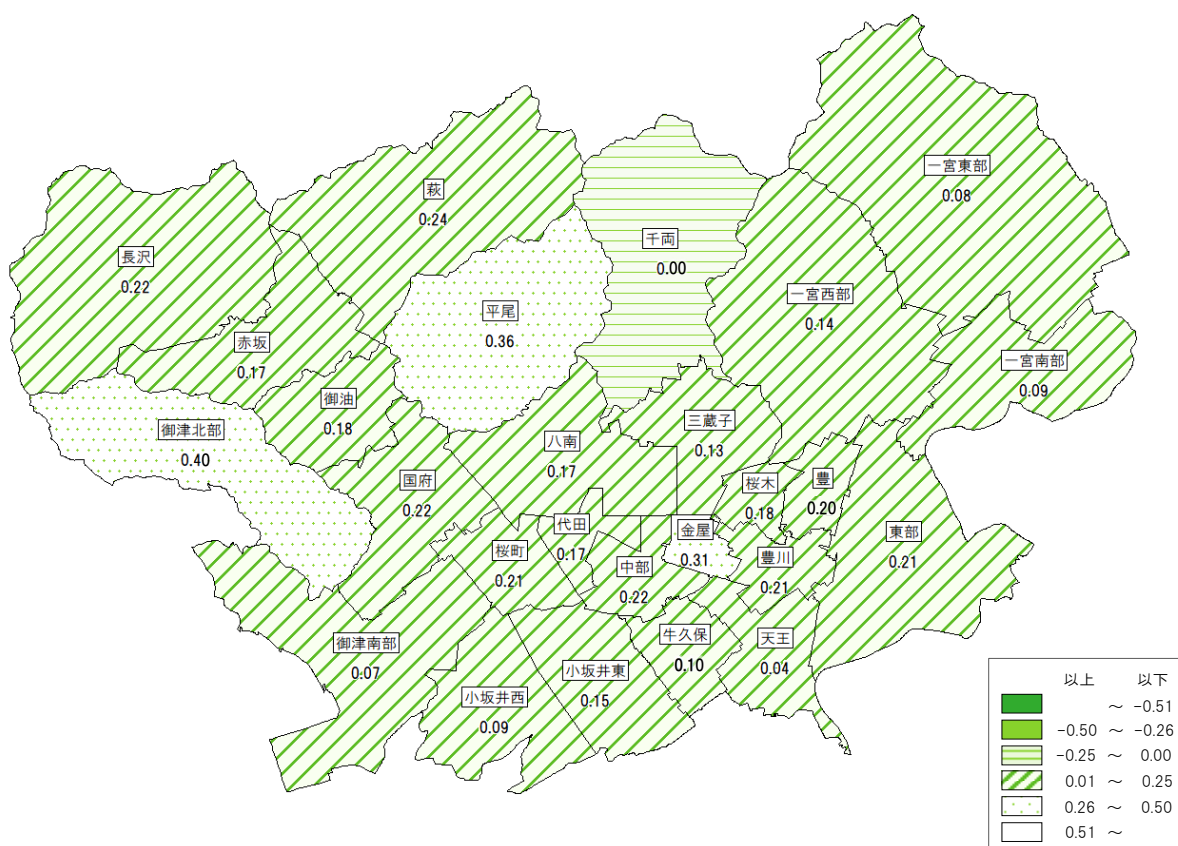 一宮東部
0.08
萩
0.24
千両
0.00
長沢
0.22
一宮西部
0.14
平尾
0.36
赤坂
0.17
一宮南部
0.09
御油
0.18
御津北部
0.40
八南
0.17
三蔵子
0.13
国府
0.22
桜木
0.18
豊
0.20
代田
0.17
金屋
0.31
東部
0.21
桜町
0.21
中部
0.22
豊川
0.21
御津南部
0.07
牛久保
0.10
天王
0.04
小坂井東
0.15
小坂井西
0.09
以上 以下
～ -0.51
-0.50 ～ -0.26
-0.25 ～ 0.00
0.01 ～ 0.25
0.26 ～ 0.50
0.51 ～